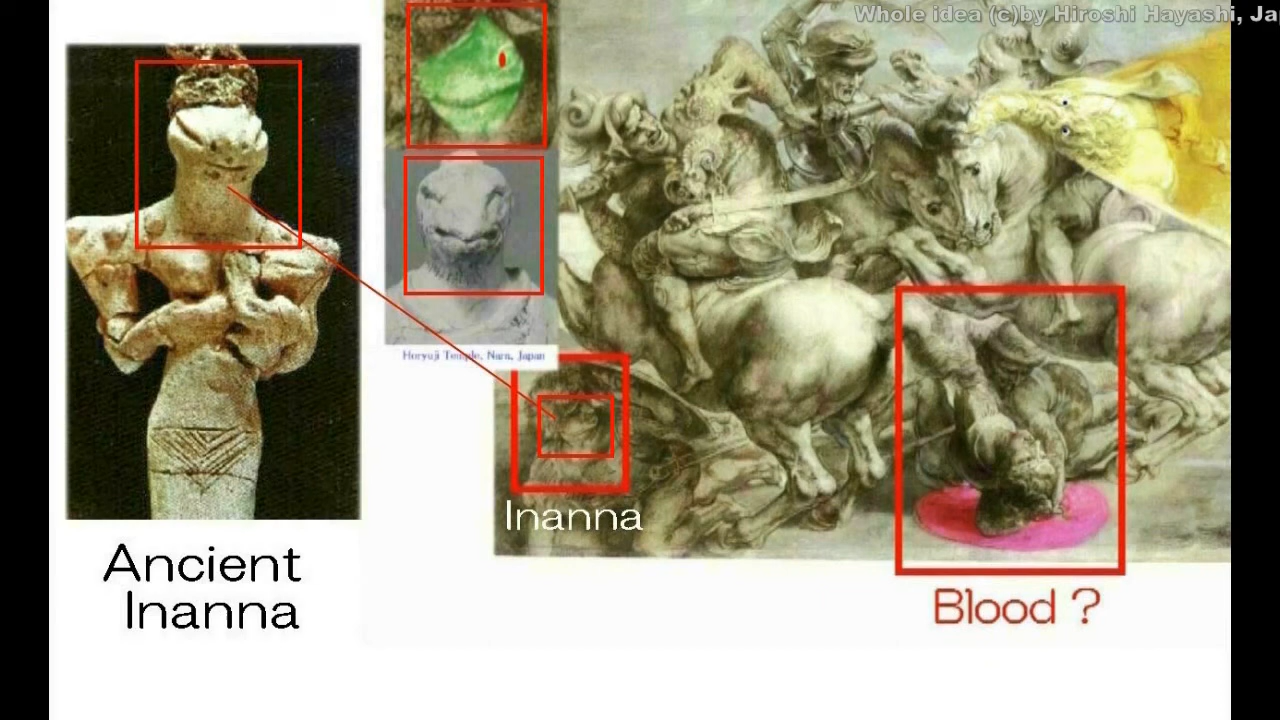 Whole idea (c)by Hiroshi Hayashi, Ja
Horyuji Temple, Nara, Japan
Inanna
Ancient
Inanna
Blood ?